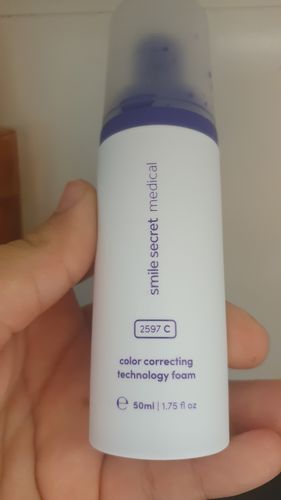 smile secret medical
2597 C
color correcting
technology foam
℮ 50ml | 1.75 fl oz